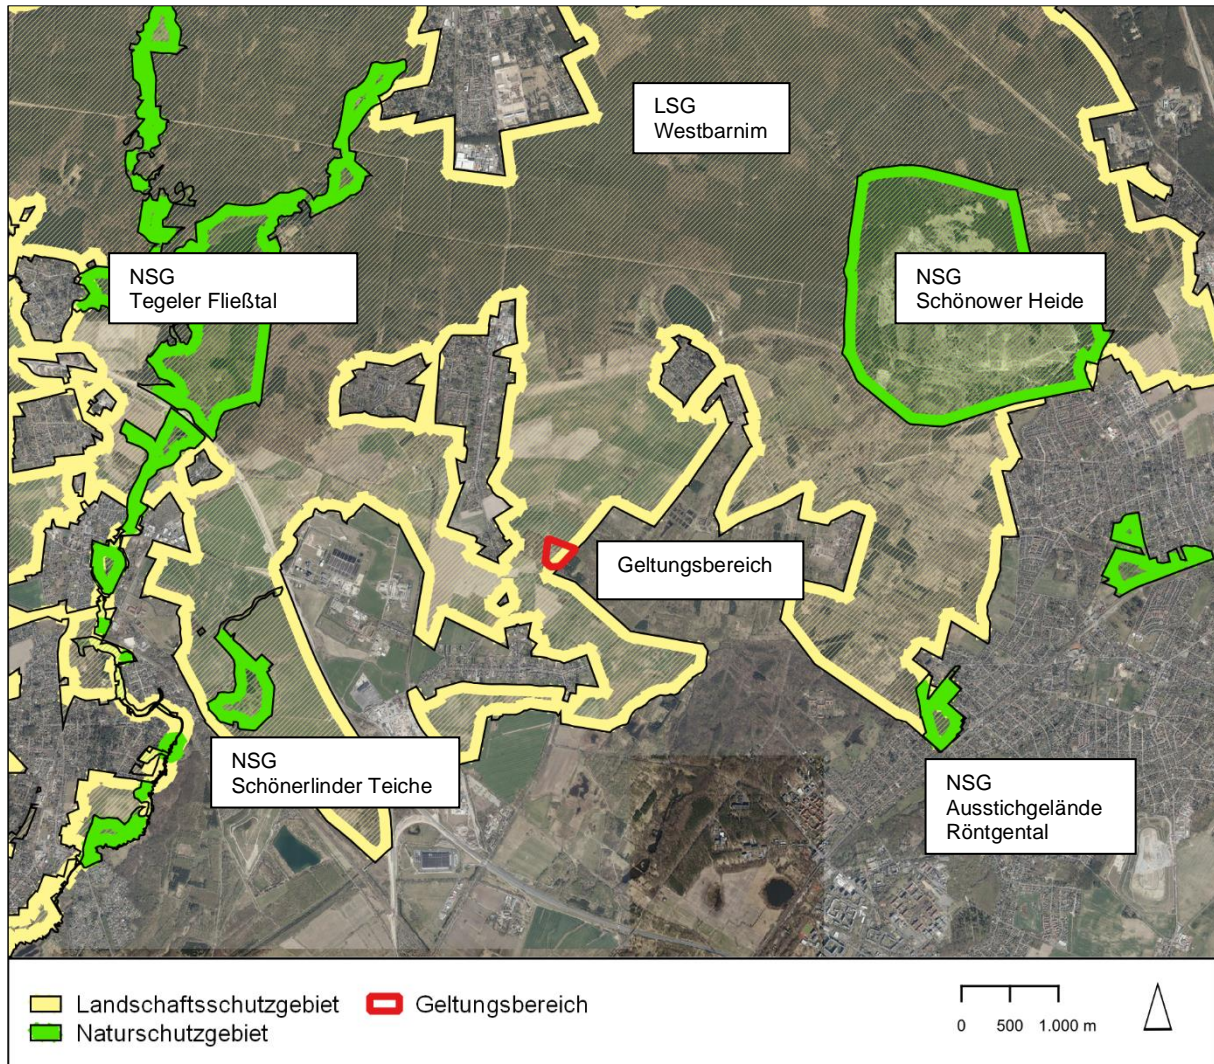 LSG
Westbarnim
NSG
Tegeler Fließtal
NSG
Schönower Heide
Geltungsbereich
NSG
Schönerlinder Teiche
NSG
Ausstichgelände
Röntgental
Landschaftsschutzgebiet
Naturschutzgebiet
Geltungsbereich
0 500 1.000 m